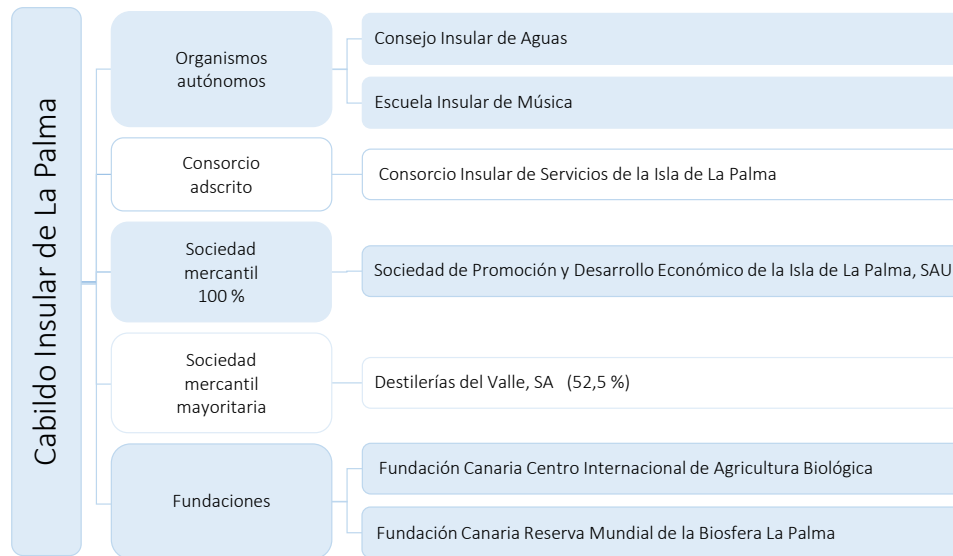 Cabildo Insular de La Palma
Organismos
autónomos
Consejo Insular de Aguas
Escuela Insular de Música
Consorcio
adscrito
Consorcio Insular de Servicios de la Isla de La Palma
Sociedad
mercantil
100 %
Sociedad de Promoción y Desarrollo Económico de la Isla de La Palma, SAU
Sociedad
mercantil
mayoritaria
Destilerías del Valle, SA (52,5 %)
Fundaciones
Fundación Canaria Centro Internacional de Agricultura Biológica
Fundación Canaria Reserva Mundial de la Biosfera La Palma